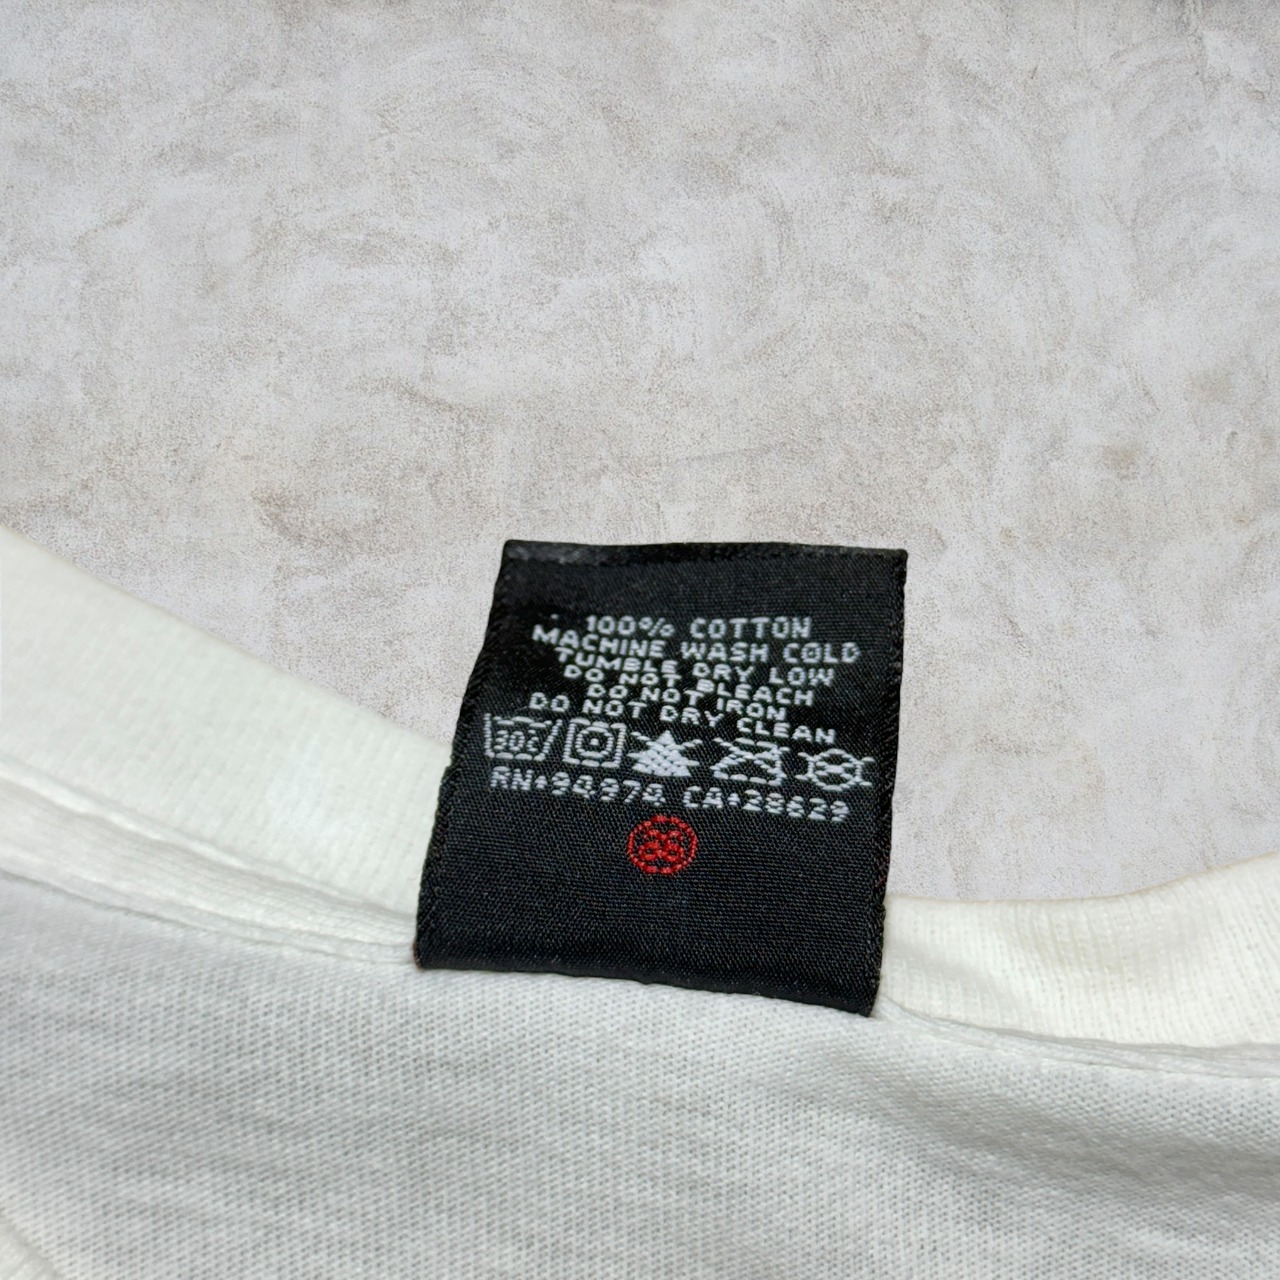 100% COTTON
MACHINE WASH COLD
TUMBLE DRY LOW
DO NOT BLEACH
DO NOT IRON
DO NOT DRY CLEAN
30C
RN♦94974 CA♦28629